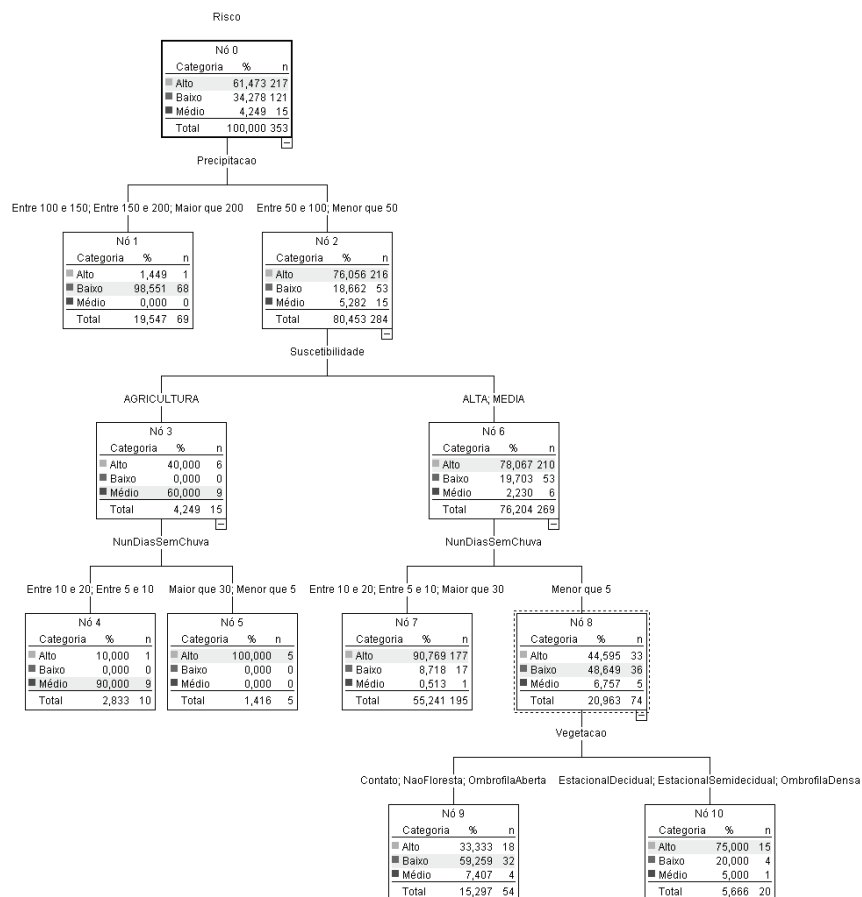 Risco
Nó 0
Categoria % n
Alto 61,473 217
Baixo 34,278 121
Médio 4,249 15
Total 100,000 353
Precipitacao
Entre 100 e 150; Entre 150 e 200; Maior que 200
Entre 50 e 100; Menor que 50
Nó 1
Categoria % n
Alto 1,449 1
Baixo 98,551 68
Médio 0,000 0
Total 19,547 69
Nó 2
Categoria % n
Alto 76,056 216
Baixo 18,662 53
Médio 5,282 15
Total 80,453 284
Suscetibilidade
AGRICULTURA
ALTA; MEDIA
Nó 3
Categoria % n
Alto 40,000 6
Baixo 0,000 0
Médio 60,000 9
Total 4,249 15
Nó 6
Categoria % n
Alto 78,067 210
Baixo 19,703 53
Médio 2,230 6
Total 76,204 269
NunDiasSemChuva
NunDiasSemChuva
Entre 10 e 20; Entre 5 e 10
Maior que 30; Menor que 5
Entre 10 e 20; Entre 5 e 10; Maior que 30
Menor que 5
Nó 4
Categoria % n
Alto 10,000 1
Baixo 0,000 0
Médio 90,000 9
Total 2,833 10
Nó 5
Categoria % n
Alto 100,000 5
Baixo 0,000 0
Médio 0,000 0
Total 1,416 5
Nó 7
Categoria % n
Alto 90,769 177
Baixo 8,718 17
Médio 0,513 1
Total 55,241 195
Nó 8
Categoria % n
Alto 44,595 33
Baixo 48,649 36
Médio 6,757 5
Total 20,963 74
Vegetacao
Contato; NaoFloresta; OmbrofilaAberta
EstacionalDecidual; EstacionalSemidecidual; OmbrofilaDensa
Nó 9
Categoria % n
Alto 33,333 18
Baixo 59,259 32
Médio 7,407 4
Total 15,297 54
Nó 10
Categoria % n
Alto 75,000 15
Baixo 20,000 4
Médio 5,000 1
Total 5,666 20